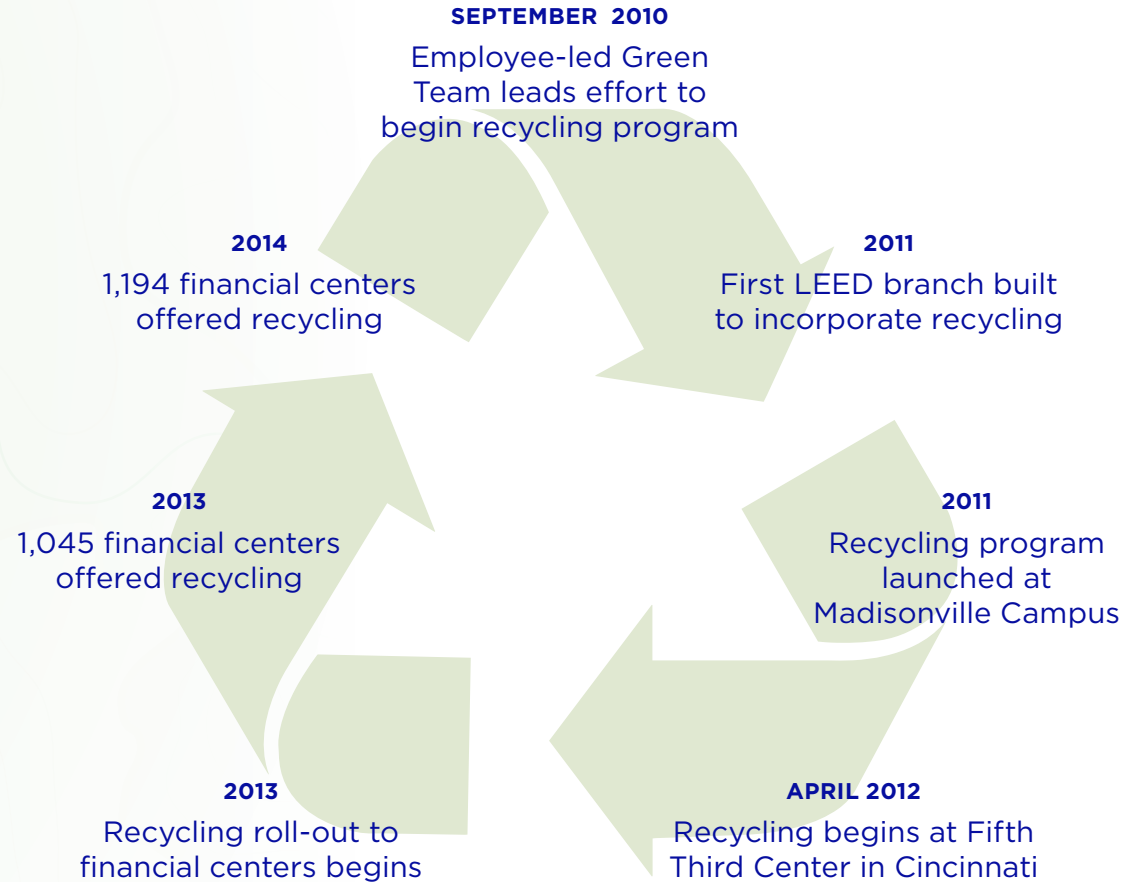 SEPTEMBER 2010
Employee-led Green
Team leads effort to
begin recycling program
2011
First LEED branch built
to incorporate recycling
2011
Recycling program
launched at
Madisonville Campus
APRIL 2012
Recycling begins at Fifth
Third Center in Cincinnati
2013
Recycling roll-out to
financial centers begins
2013
1,045 financial centers
offered recycling
2014
1,194 financial centers
offered recycling